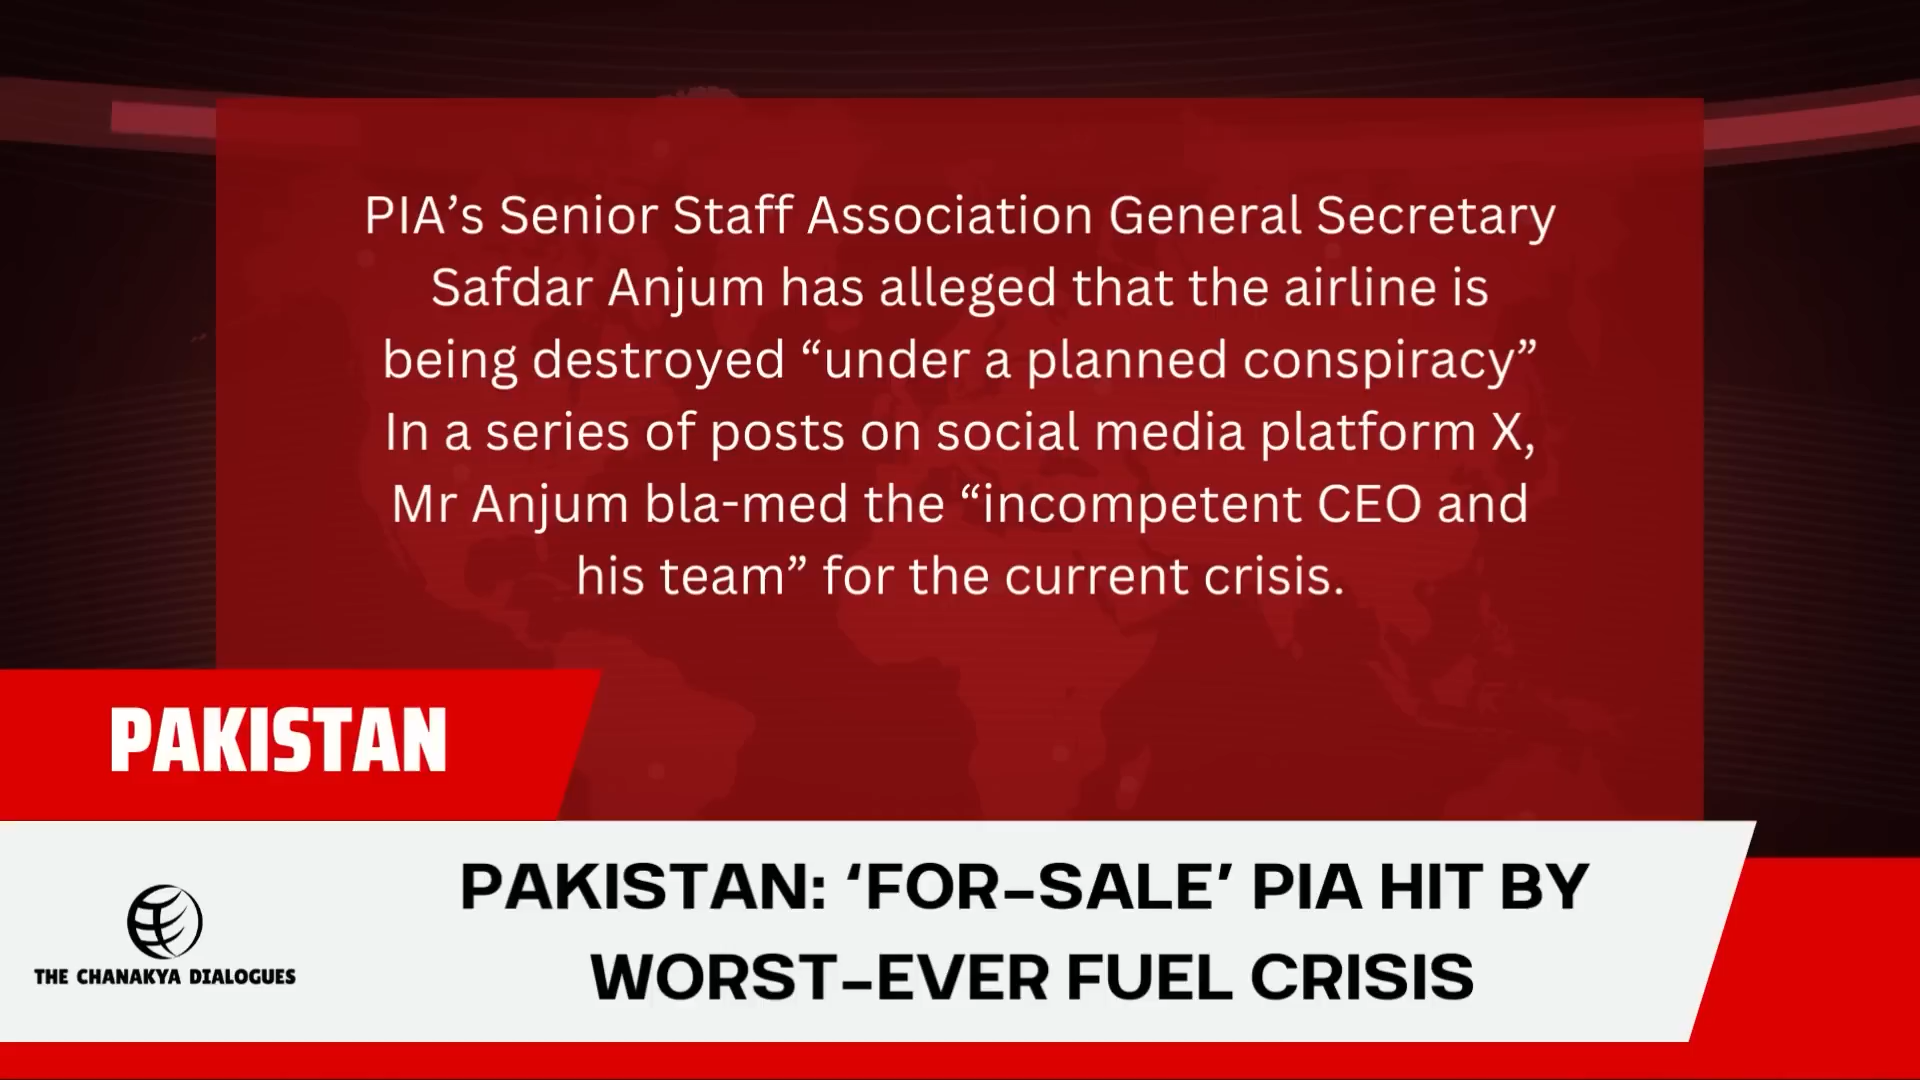 PIA’s Senior Staff Association General Secretary
Safdar Anjum has alleged that the airline is
being destroyed “under a planned conspiracy”
In a series of posts on social media platform X,
Mr Anjum bla-med the “incompetent CEO and
his team” for the current crisis.
PAKISTAN
PAKISTAN: ‘FOR-SALE’ PIA HIT BY
WORST-EVER FUEL CRISIS
THE CHANAKYA DIALOGUES